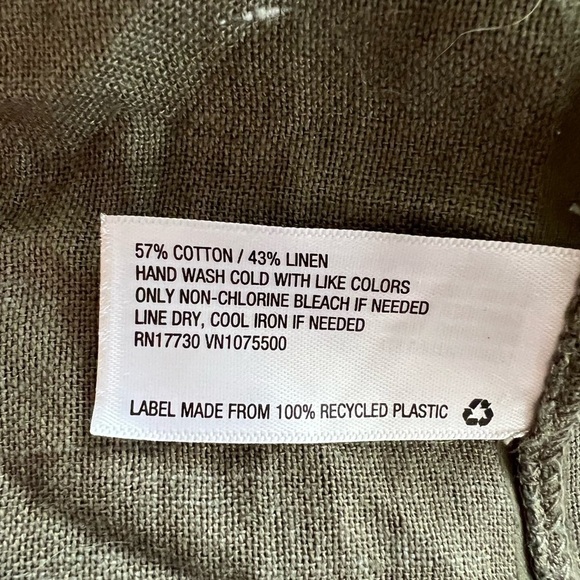 57% COTTON / 43% LINEN
HAND WASH COLD WITH LIKE COLORS
ONLY NON-CHLORINE BLEACH IF NEEDED
LINE DRY, COOL IRON IF NEEDED
RN17730 VN1075500
LABEL MADE FROM 100% RECYCLED PLASTIC